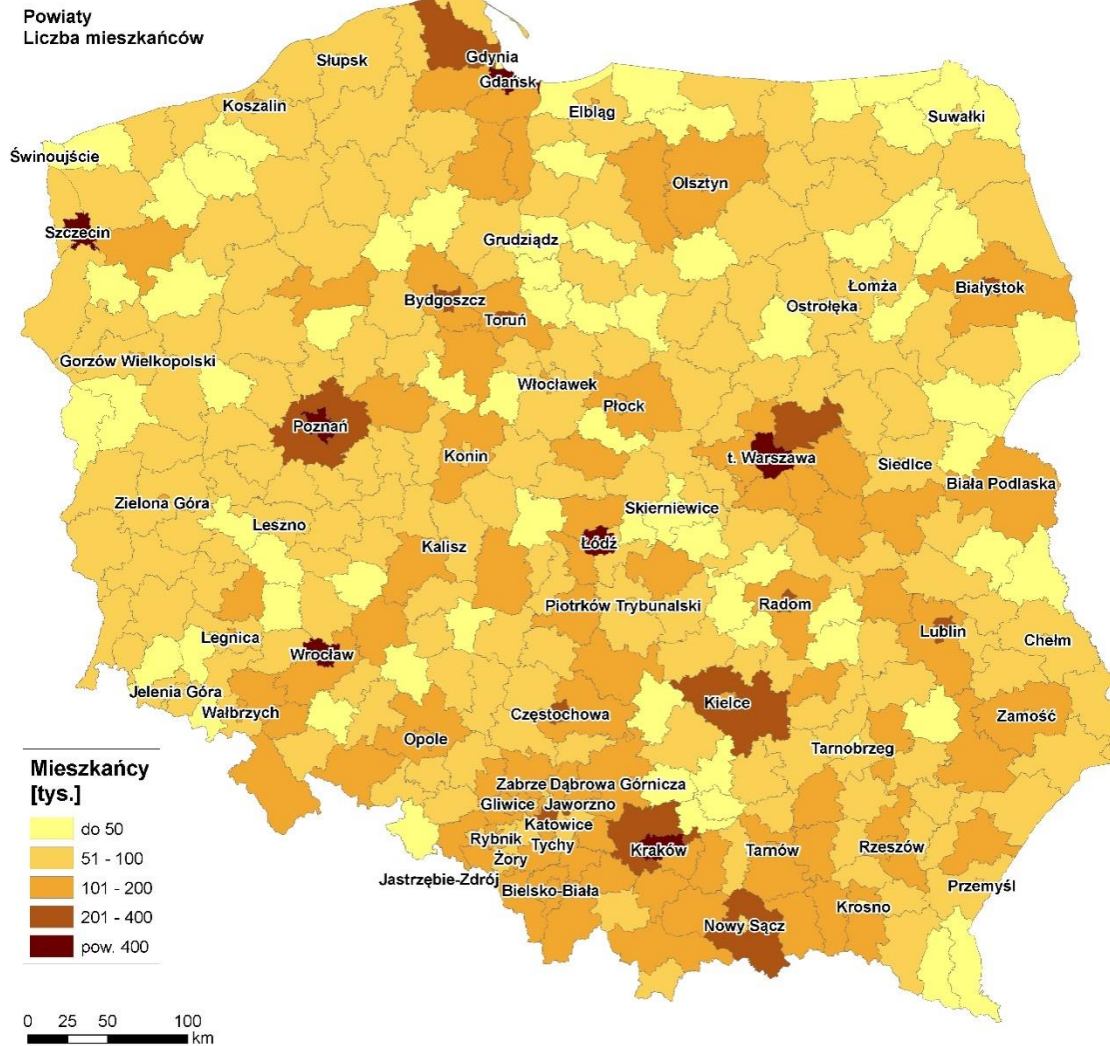 Powiaty
Liczba mieszkańców
Słupsk
Gdynia
Gdańsk
Koszalin
Elbląg
Suwałki
Świnoujście
Olsztyn
Szczecin
Grudziądz
Łomża
Białystok
Bydgoszcz
Ostrołęka
Toruń
Gorzów Wielkopolski
Włocławek
Płock
Poznań
Konin
t. Warszawa
Siedlce
Biała Podlaska
Zielona Góra
Leszno
Skierniewice
Kalisz
Łódź
Piotrków Trybunalski
Radom
Legnica
Wrocław
Lublin
Chełm
Jelenia Góra
Wałbrzych
Częstochowa
Kielce
Zamość
Opole
Tarnobrzeg
Zabrze Dąbrowa Górnicza
Gliwice Jaworzno
Katowice
Rybnik
Tychy
Kraków
Tarnów
Rzeszów
Żory
Jastrzębie-Zdrój
Bielsko-Biała
Przemyśl
Krosno
Nowy Sącz
Mieszkańcy
[tys.]
do 50
51 - 100
101 - 200
201 - 400
pow. 400
0 25 50 100
km